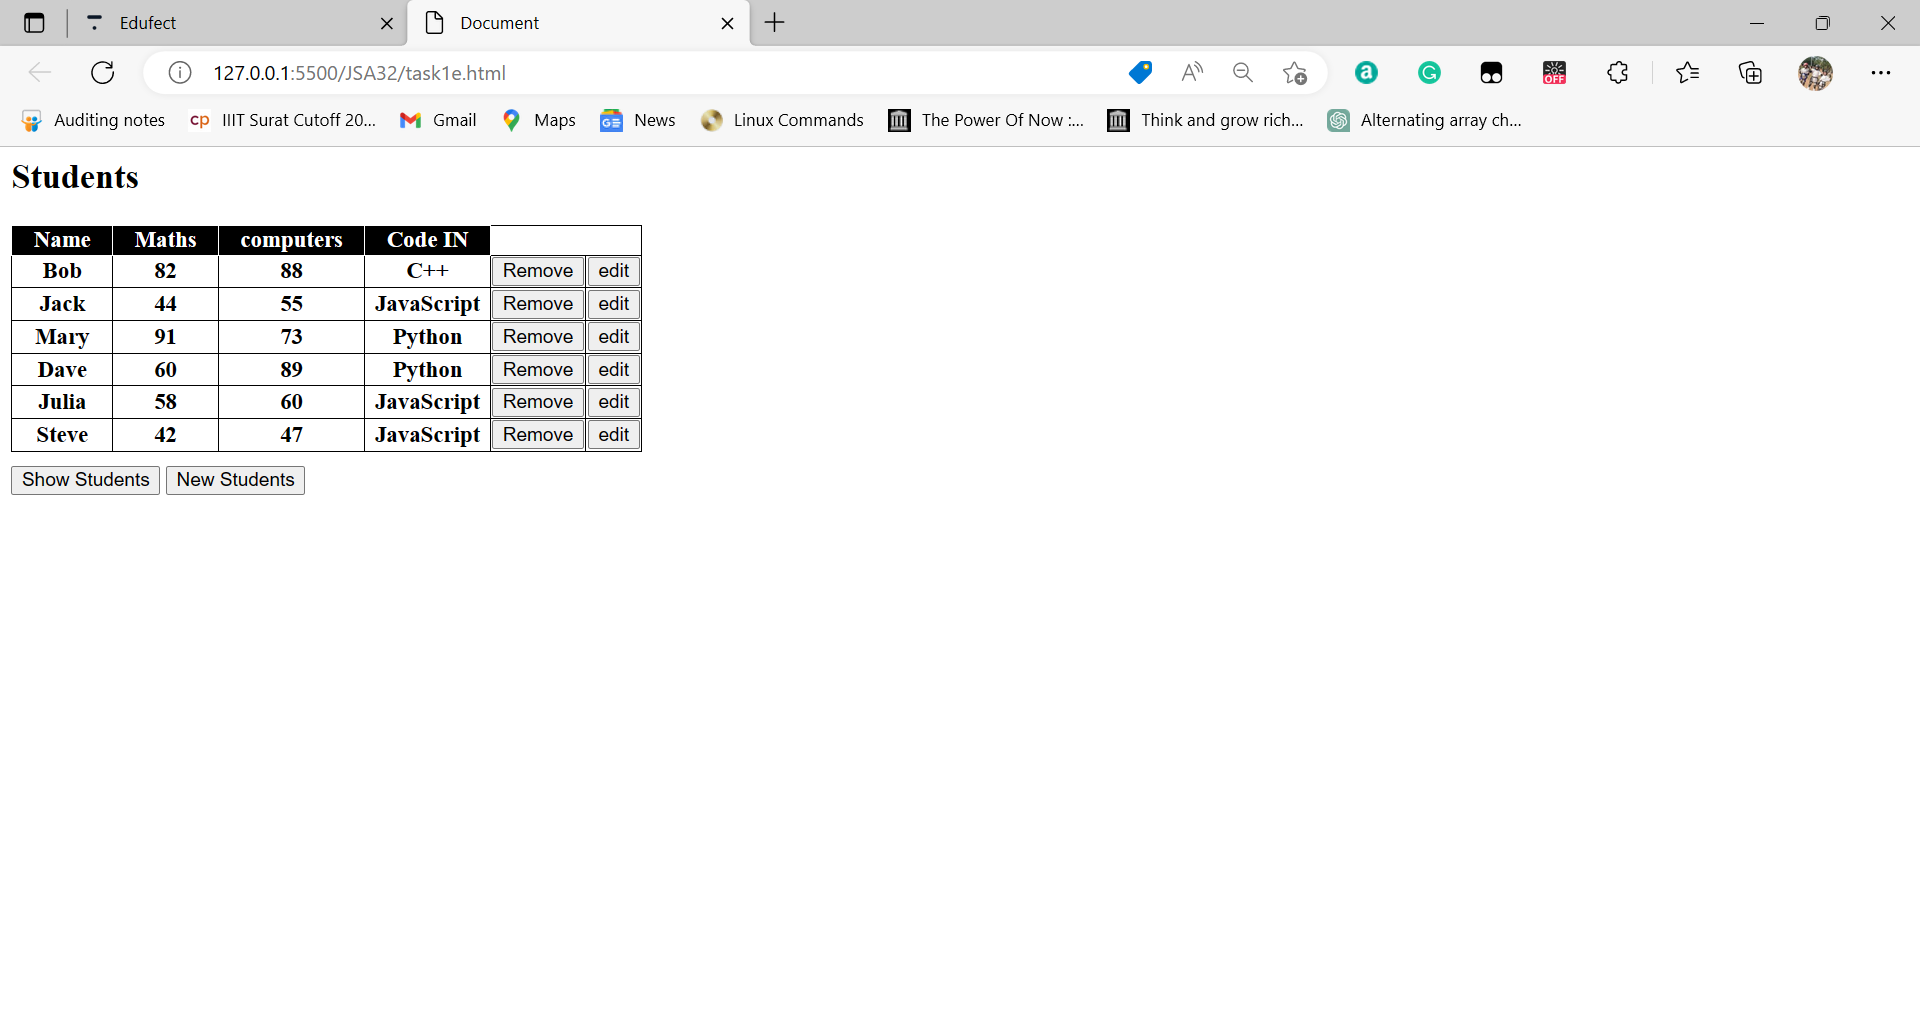 Edufect Document
127.0.0.1:5500/JSA32/task1e.html
Auditing notes IIIT Surat Cutoff 20... Gmail Maps News Linux Commands The Power Of Now :... Think and grow rich... Alternating array ch...
Students
Name Maths computers Code IN
Bob 82 88 C++ Remove edit
Jack 44 55 JavaScript Remove edit
Mary 91 73 Python Remove edit
Dave 60 89 Python Remove edit
Julia 58 60 JavaScript Remove edit
Steve 42 47 JavaScript Remove edit
Show Students New Students